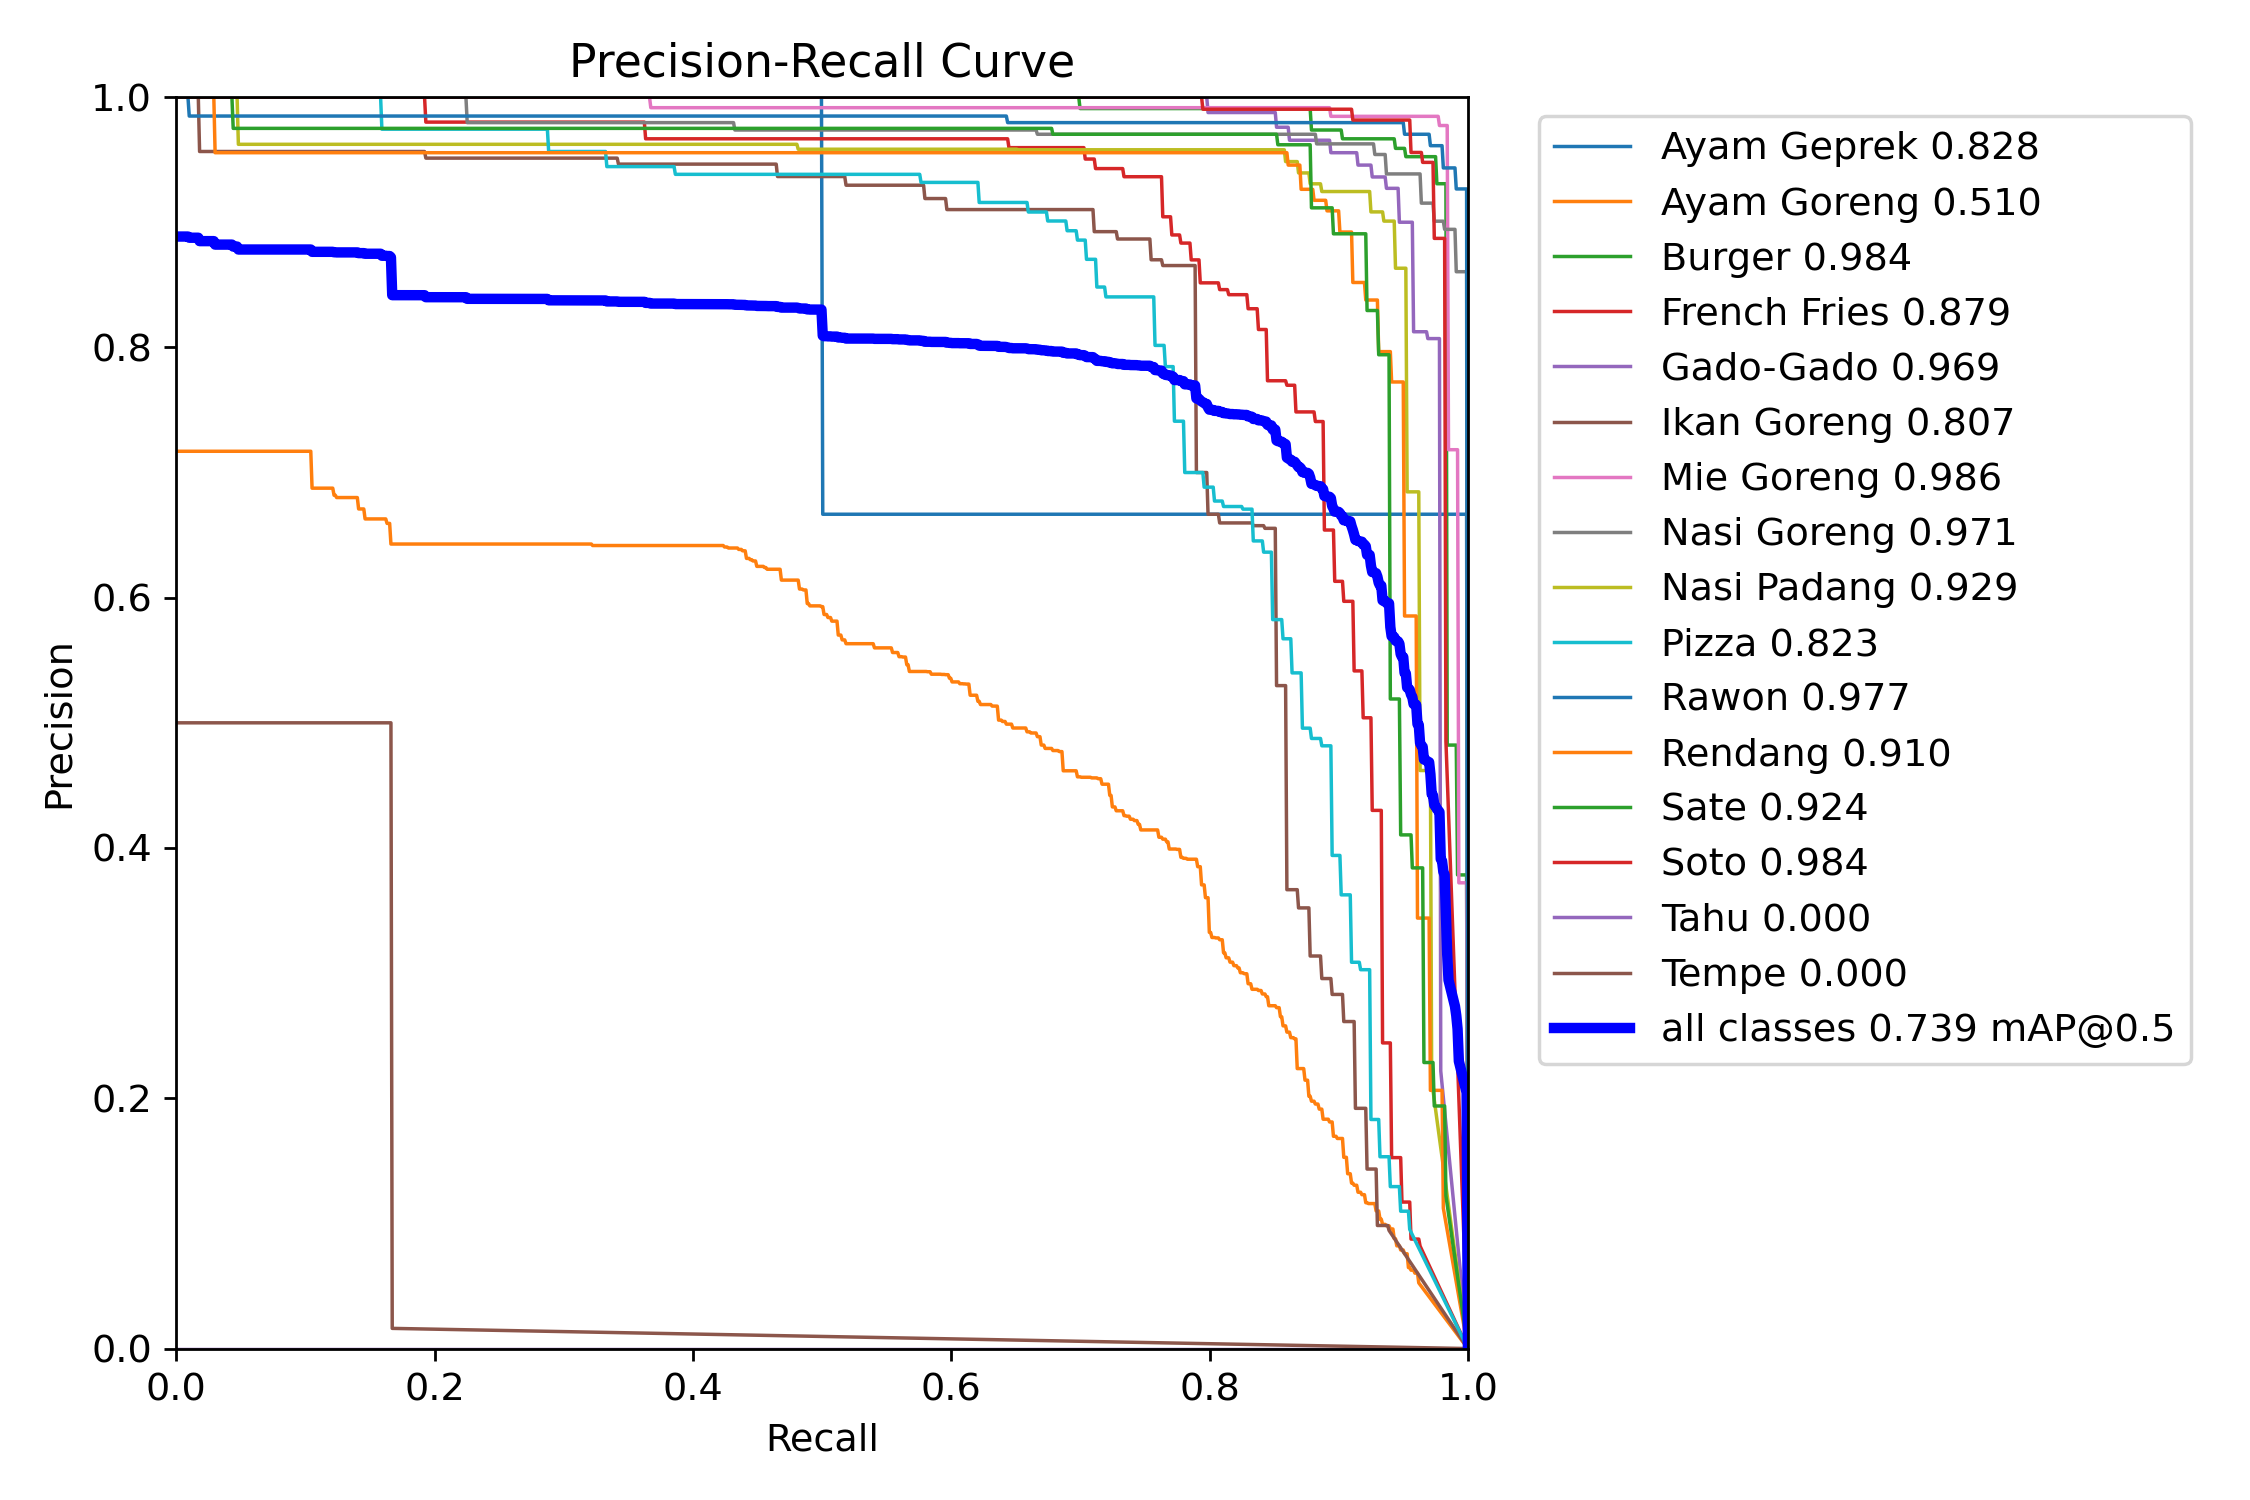 Precision-Recall Curve
1.0
0.8
0.6
0.4
0.2
0.0
Precision
0.0 0.2 0.4 0.6 0.8 1.0
Recall
Ayam Geprek 0.828
Ayam Goreng 0.510
Burger 0.984
French Fries 0.879
Gado-Gado 0.969
Ikan Goreng 0.807
Mie Goreng 0.986
Nasi Goreng 0.971
Nasi Padang 0.929
Pizza 0.823
Rawon 0.977
Rendang 0.910
Sate 0.924
Soto 0.984
Tahu 0.000
Tempe 0.000
all classes 0.739 mAP@0.5